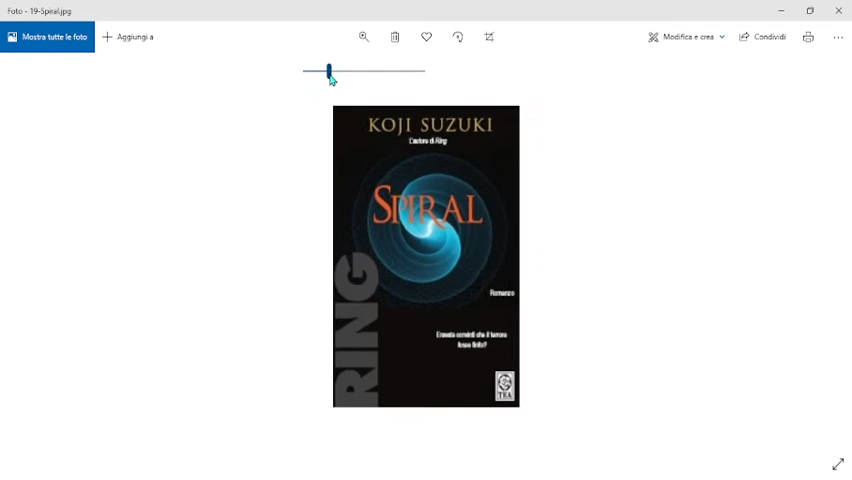 Foto - 19-Spiral.jpg
Mostra tutte le foto
Aggiungi a
Modifica e crea
Condividi
KOJI SUZUKI
L'autore di Ring
SPIRAL
RING
Romanzo
Eravate convinti che il terrore
fosse finito?
TEA